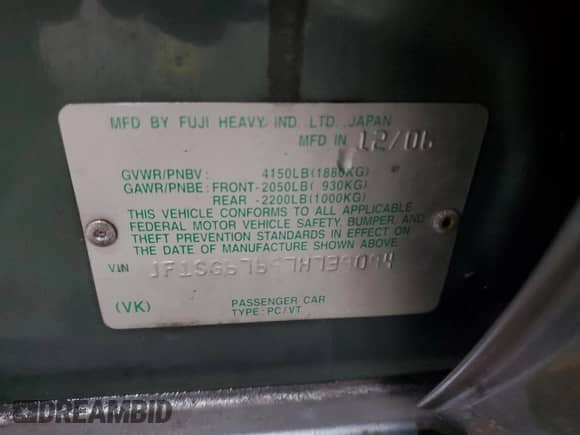 MFD BY FUJI HEAVY. IND. LTD. JAPAN
MFD IN 12/06
GVWR/PNBV: 4150LB(1880KG)
GAWR/PNBE: FRONT-2050LB( 930KG)
REAR -2200LB(1000KG)
THIS VEHICLE CONFORMS TO ALL APPLICABLE
FEDERAL MOTOR VEHICLE SAFETY, BUMPER, AND
THEFT PREVENTION STANDARDS IN EFFECT ON
THE DATE OF MANUFACTURE SHOWN ABOVE.
VIN
(VK) PASSENGER CAR
TYPE: PC/VT
DREAMBID